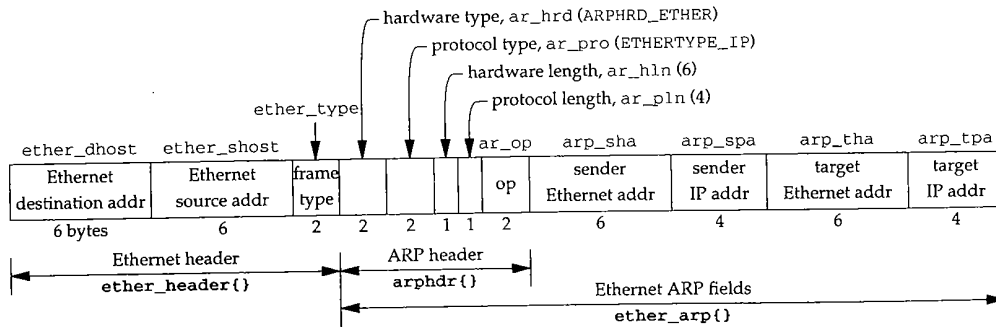 hardware type, ar_hrd (ARPHRD_ETHER)
protocol type, ar_pro (ETHERTYPE_IP)
hardware length, ar_hln (6)
protocol length, ar_pln (4)
ether_type
ether_dhost ether_shost ar_op arp_sha arp_spa arp_tha arp_tpa
Ethernet destination addr
Ethernet source addr
frame type
op
sender Ethernet addr
sender IP addr
target Ethernet addr
target IP addr
6 bytes 6 2 2 2 1 1 2 6 4 6 4
Ethernet header
ether_header{}
ARP header
arphdr{}
Ethernet ARP fields
ether_arp{}